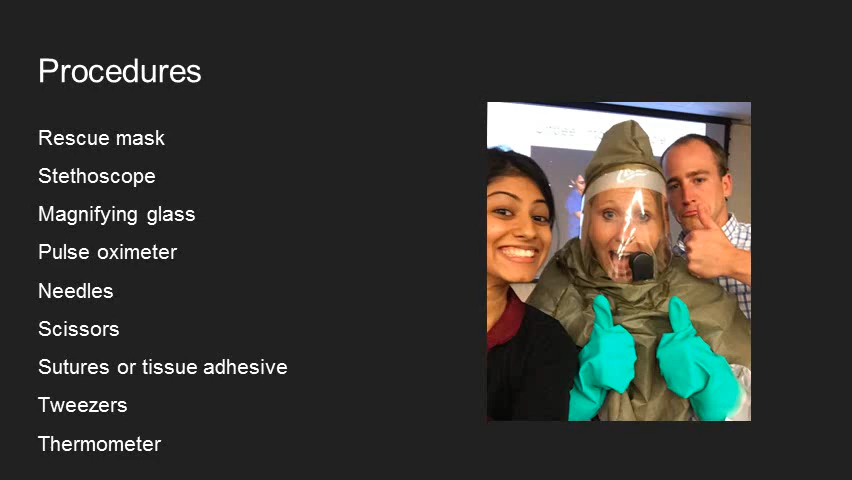 Procedures
Rescue mask
Stethoscope
Magnifying glass
Pulse oximeter
Needles
Scissors
Sutures or tissue adhesive
Tweezers
Thermometer